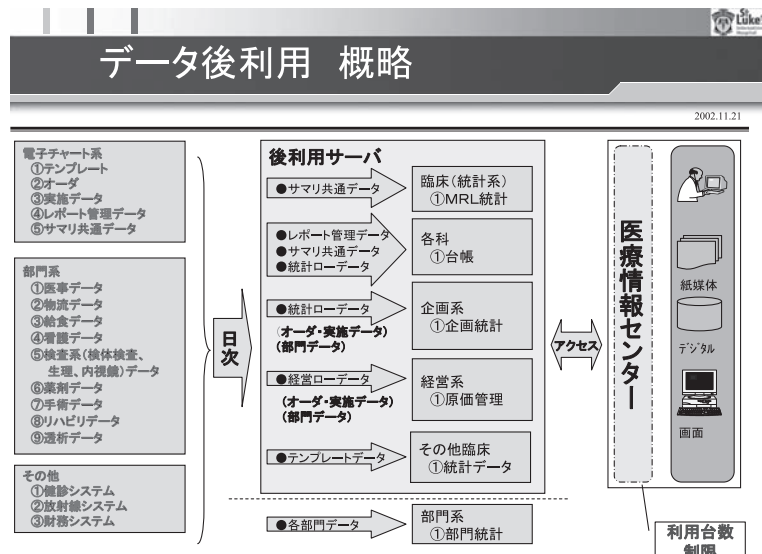 St.
Luke's
International
Hospital
データ後利用 概略
2002.11.21
電子チャート系
①テンプレート
②オーダ
③実施データ
④レポート管理データ
⑤サマリ共通データ
部門系
①医事データ
②物流データ
③給食データ
④看護データ
⑤検査系(検体検査、
生理、内視鏡)データ
⑥薬剤データ
⑦手術データ
⑧リハビリデータ
⑨透析データ
その他
①健診システム
②放射線システム
③財務システム
日次
後利用サーバ
●サマリ共通データ
臨床(統計系)
①MRL統計
●レポート管理データ
●サマリ共通データ
●統計ローデータ
各科
①台帳
●統計ローデータ
(オーダ・実施データ)
(部門データ)
企画系
①企画統計
●経営ローデータ
(オーダ・実施データ)
(部門データ)
経営系
①原価管理
●テンプレートデータ
その他臨床
①統計データ
●各部門データ
部門系
①部門統計
アクセス
医療情報センター
紙媒体
デジタル
画面
利用台数
制限